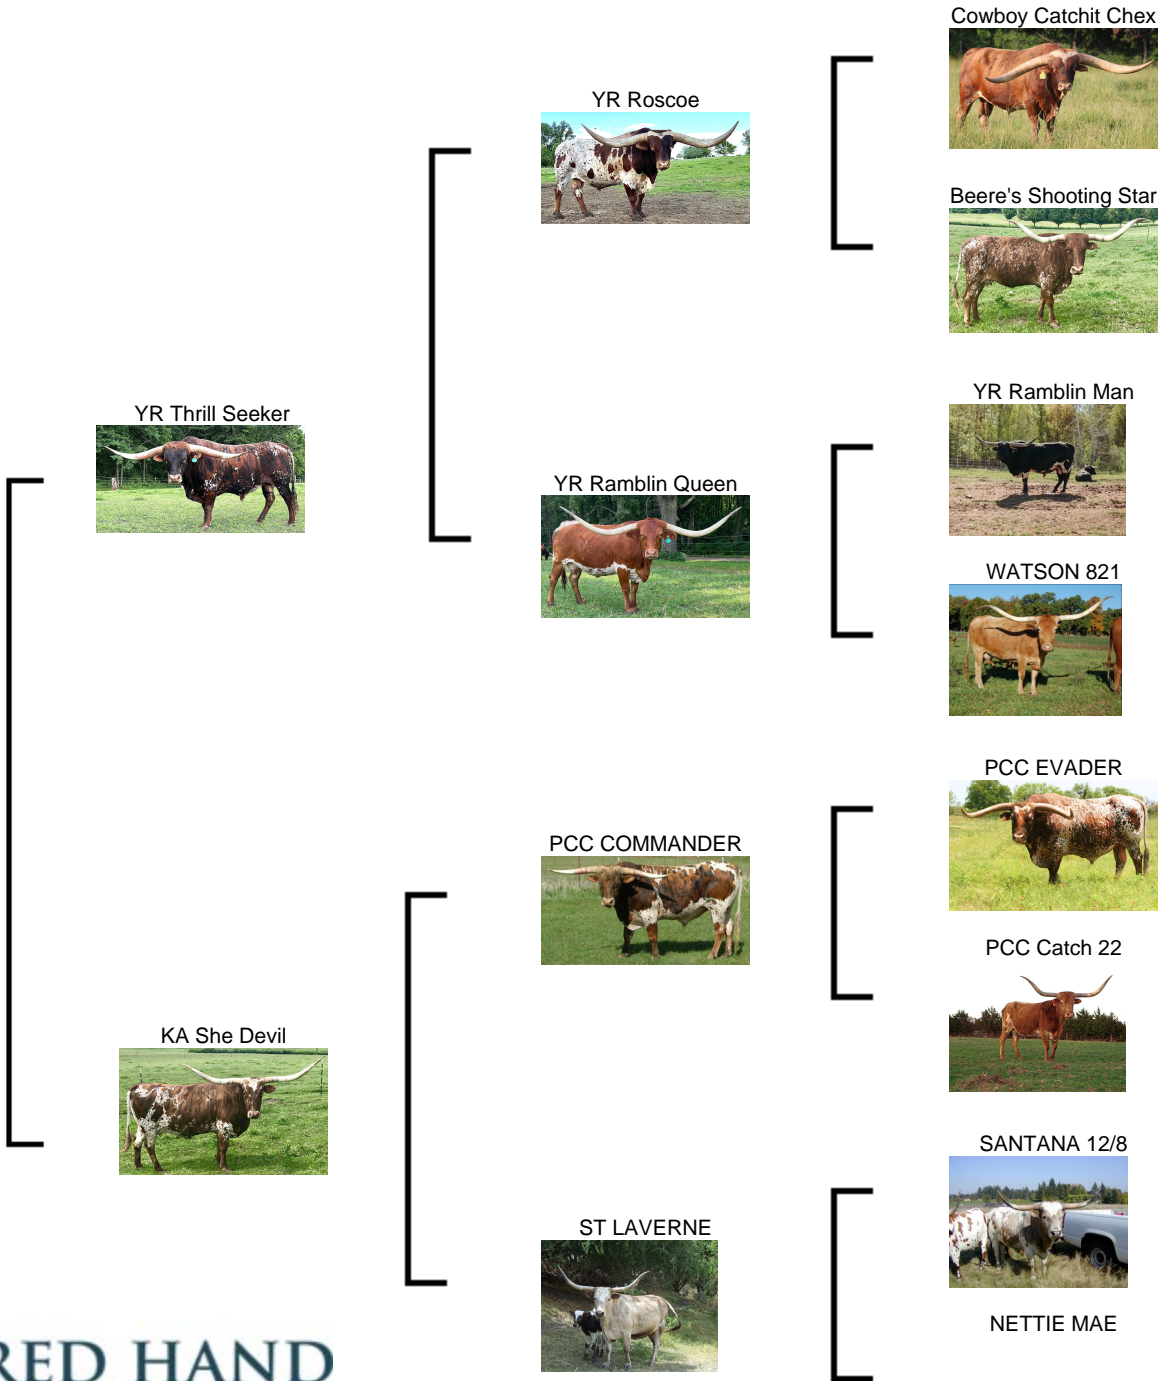 Cowboy Catchit Chex
YR Roscoe
Beere's Shooting Star
YR Thrill Seeker
YR Ramblin Man
YR Ramblin Queen
WATSON 821
PCC EVADER
PCC COMMANDER
PCC Catch 22
KA She Devil
SANTANA 12/8
ST LAVERNE
NETTIE MAE
RED HAND